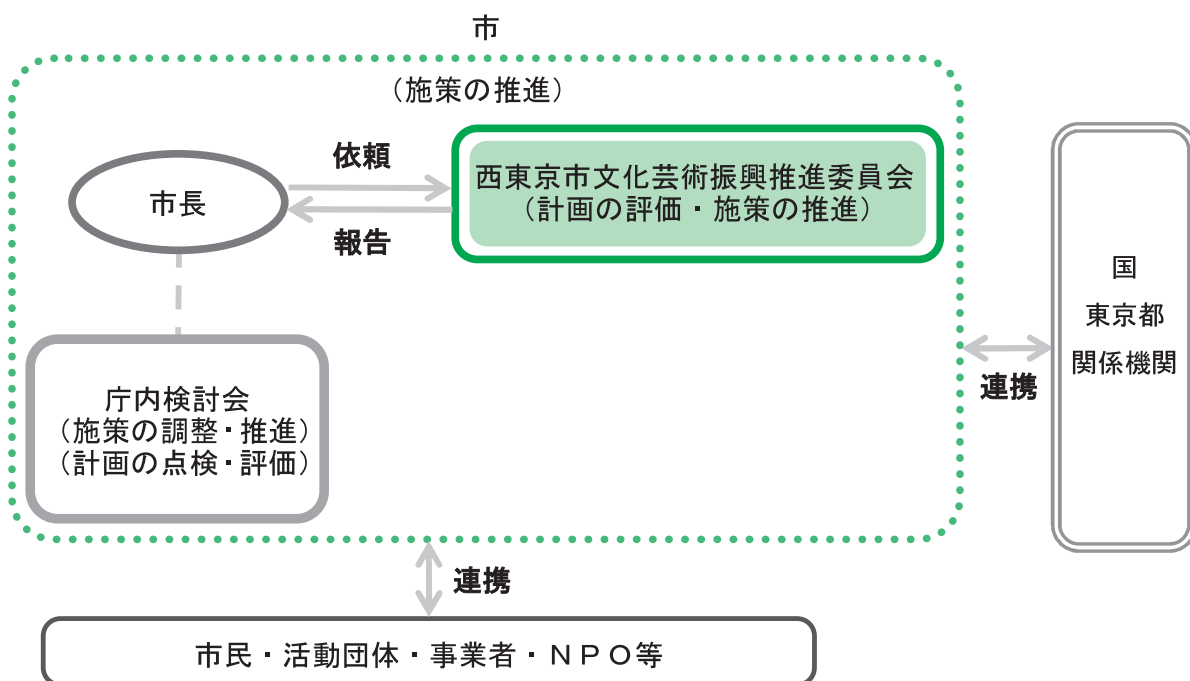 市
（施策の推進）
依頼
市長
報告
西東京市文化芸術振興推進委員会
（計画の評価・施策の推進）
庁内検討会
（施策の調整・推進）
（計画の点検・評価）
国
東京都
関係機関
連携
連携
市民・活動団体・事業者・ＮＰＯ等